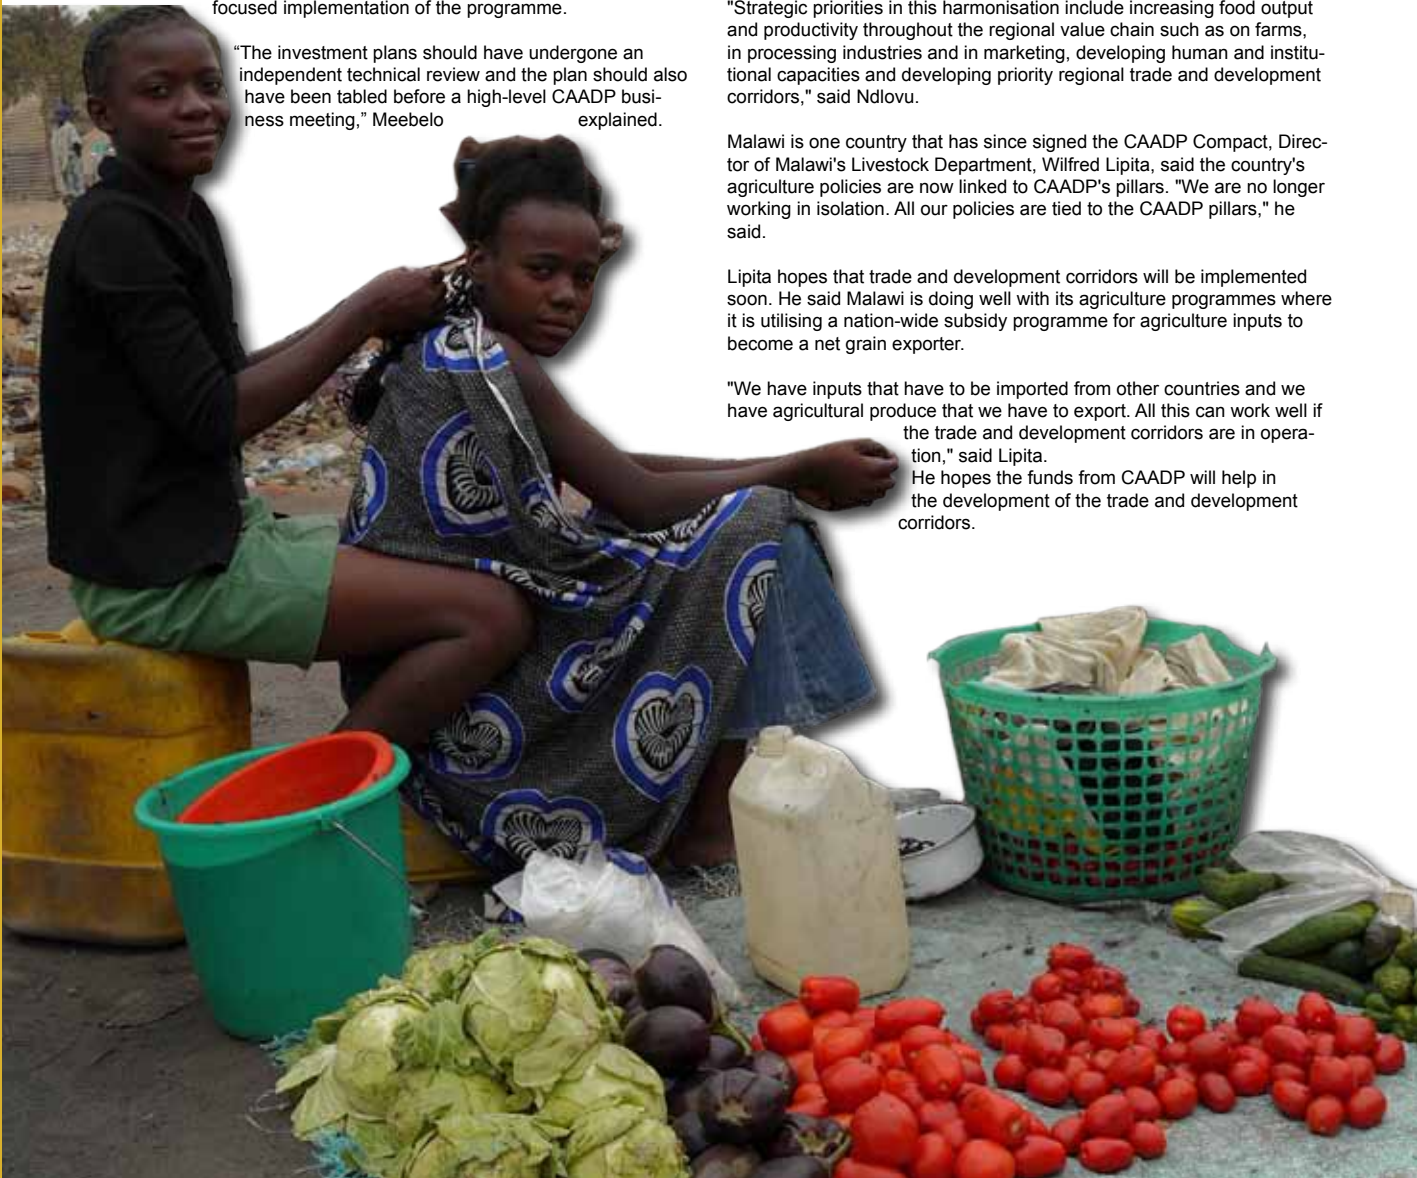 focused implementation of the programme.
“The investment plans should have undergone an
independent technical review and the plan should also
have been tabled before a high-level CAADP busi-
ness meeting,” Meebelo explained.
"Strategic priorities in this harmonisation include increasing food output
and productivity throughout the regional value chain such as on farms,
in processing industries and in marketing, developing human and institu-
tional capacities and developing priority regional trade and development
corridors," said Ndlovu.
Malawi is one country that has since signed the CAADP Compact, Direc-
tor of Malawi's Livestock Department, Wilfred Lipita, said the country's
agriculture policies are now linked to CAADP's pillars. "We are no longer
working in isolation. All our policies are tied to the CAADP pillars," he
said.
Lipita hopes that trade and development corridors will be implemented
soon. He said Malawi is doing well with its agriculture programmes where
it is utilising a nation-wide subsidy programme for agriculture inputs to
become a net grain exporter.
"We have inputs that have to be imported from other countries and we
have agricultural produce that we have to export. All this can work well if
the trade and development corridors are in opera-
tion," said Lipita.
He hopes the funds from CAADP will help in
the development of the trade and development
corridors.